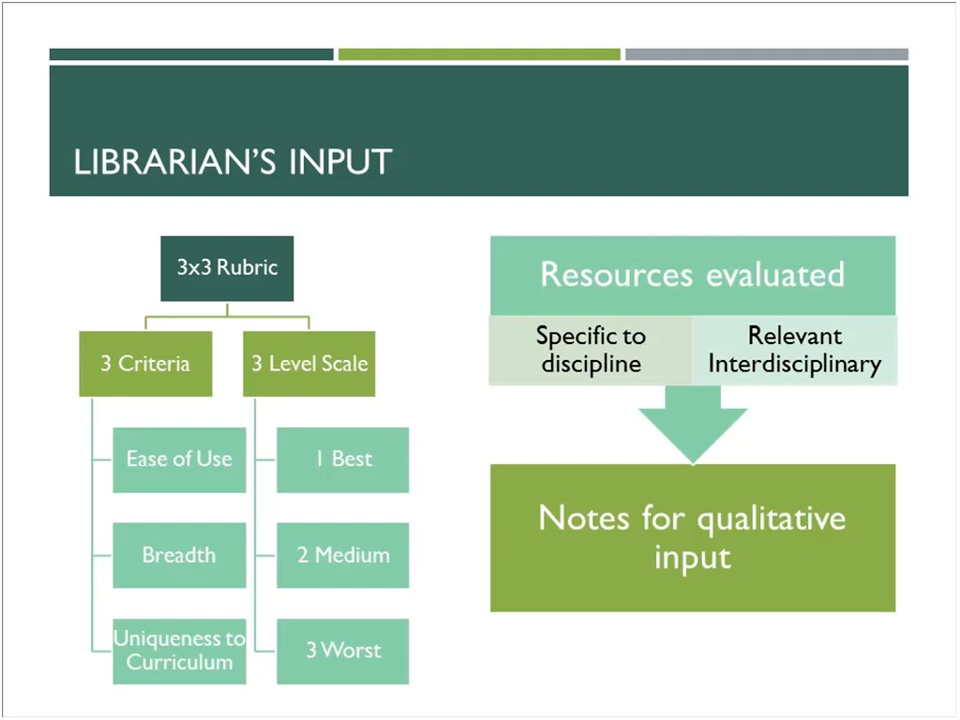 LIBRARIAN'S INPUT
3x3 Rubric
3 Criteria
3 Level Scale
Ease of Use
1 Best
Breadth
2 Medium
Uniqueness to
Curriculum
3 Worst
Resources evaluated
Specific to
discipline
Relevant
Interdisciplinary
Notes for qualitative
input